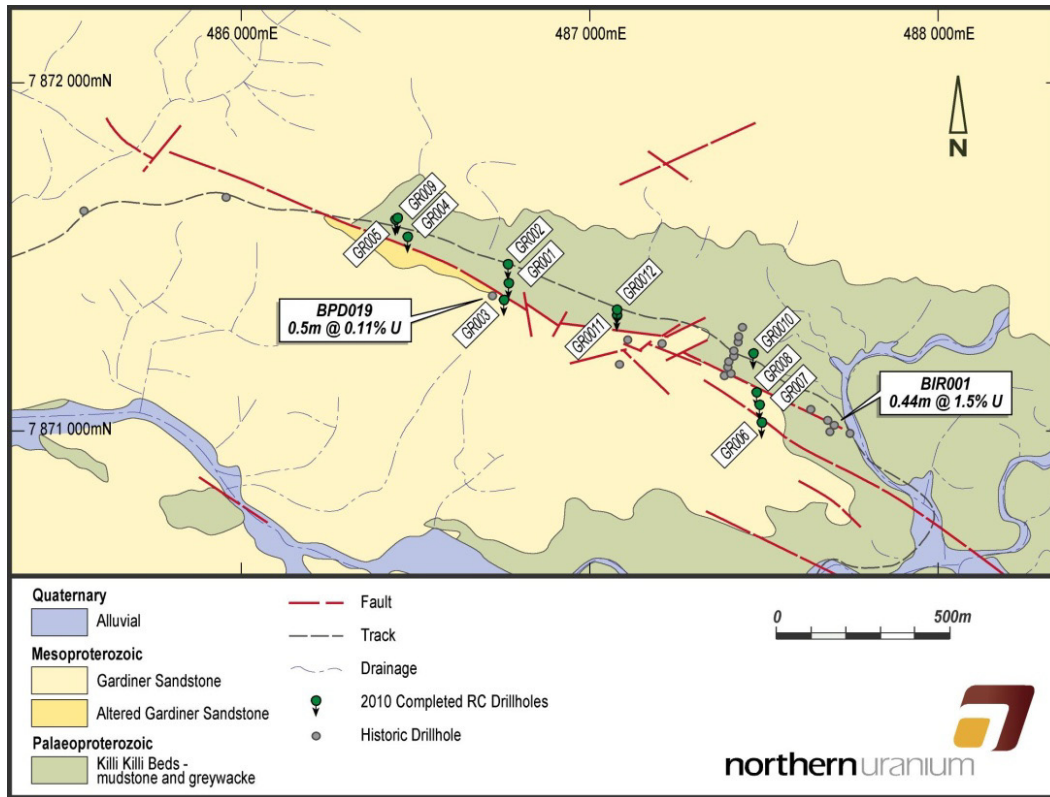 486 000mE
487 000mE
488 000mE
7 872 000mN
N
GR009
GR004
GR005
GR002
GR001
GR003
GR0012
GR0011
GR0010
GR008
GR007
GR006
BPD019
0.5m @ 0.11% U
BIR001
0.44m @ 1.5% U
7 871 000mN
Quaternary
Alluvial
Mesoproterozoic
Gardiner Sandstone
Altered Gardiner Sandstone
Palaeoproterozoic
Killi Killi Beds -
mudstone and greywacke
Fault
Track
Drainage
2010 Completed RC Drillholes
Historic Drillhole
0
500m
northernuranium